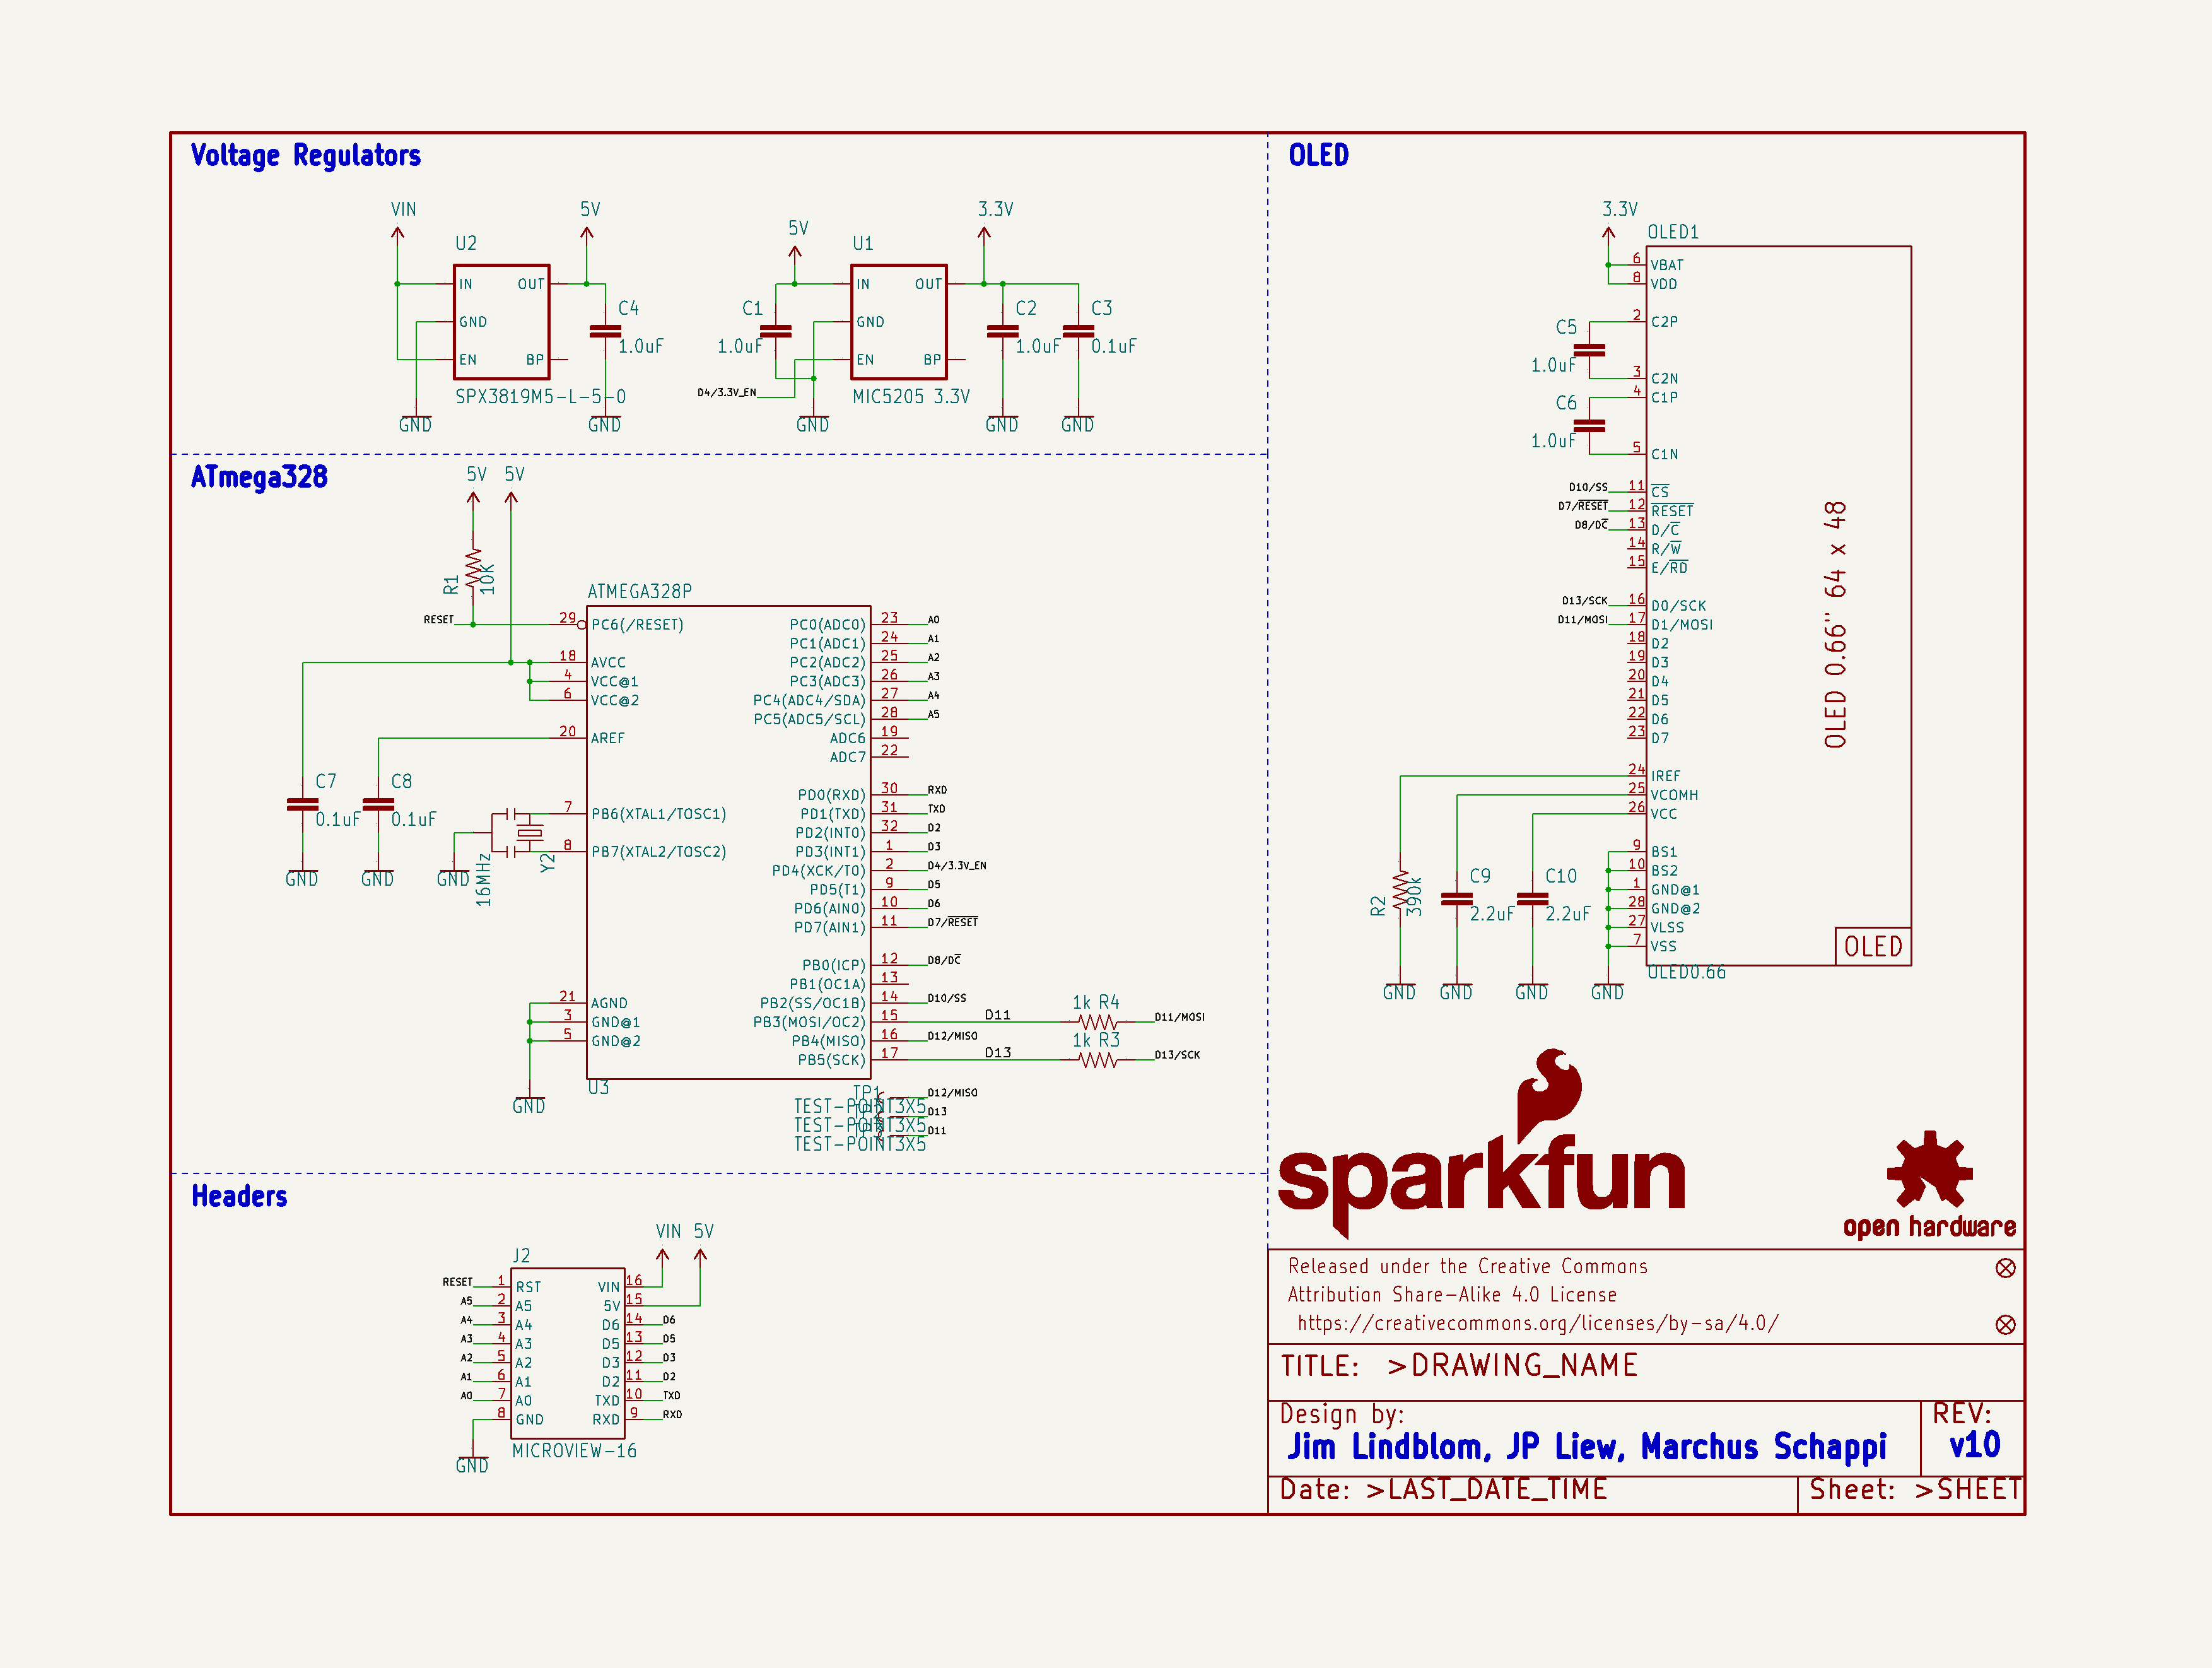 Voltage Regulators
VIN
5V
U2
IN
OUT
GND
EN
BP
SPX3819M5-L-5-0
C4
1.0uF
GND
GND
5V
3.3V
U1
C1
1.0uF
IN
OUT
GND
EN
BP
D4/3.3V_EN
MIC5205 3.3V
C2
1.0uF
C3
0.1uF
GND
GND
GND
ATmega328
5V
5V
R1
10K
RESET
ATMEGA328P
29 PC6(/RESET)
18 AVCC
4 VCC@1
6 VCC@2
20 AREF
7 PB6(XTAL1/TOSC1)
8 PB7(XTAL2/TOSC2)
21 AGND
3 GND@1
5 GND@2
C7
0.1uF
C8
0.1uF
16MHz
Y2
GND
GND
GND
GND
U3
PC0(ADC0) 23 A0
PC1(ADC1) 24 A1
PC2(ADC2) 25 A2
PC3(ADC3) 26 A3
PC4(ADC4/SDA) 27 A4
PC5(ADC5/SCL) 28 A5
ADC6 19
ADC7 22
PD0(RXD) 30 RXD
PD1(TXD) 31 TXD
PD2(INT0) 32 D2
PD3(INT1) 1 D3
PD4(XCK/T0) 2 D4/3.3V_EN
PD5(T1) 9 D5
PD6(AIN0) 10 D6
PD7(AIN1) 11 D7/RESET
PB0(ICP) 12 D8/DC
PB1(OC1A) 13
PB2(SS/OC1B) 14 D10/SS
PB3(MOSI/OC2) 15 D11 1k R4 D11/MOSI
PB4(MISO) 16 D12/MISO
PB5(SCK) 17 D13 1k R3 D13/SCK
TP1
D12/MISO
TEST-POINT3X5
D13
TEST-POINT3X5
D11
TEST-POINT3X5
Headers
VIN 5V
J2
RESET 1 RST
A5 2 A5
A4 3 A4
A3 4 A3
A2 5 A2
A1 6 A1
A0 7 A0
8 GND
VIN 16
5V 15
D6 14 D6
D5 13 D5
D3 12 D3
D2 11 D2
TXD 10 TXD
RXD 9 RXD
MICROVIEW-16
GND
OLED
3.3V
OLED1
6 VBAT
8 VDD
2 C2P
C5
1.0uF
3 C2N
4 C1P
C6
1.0uF
5 C1N
D10/SS 11 CS
D7/RESET 12 RESET
D8/DC 13 D/C
14 R/W
15 E/RD
D13/SCK 16 D0/SCK
D11/MOSI 17 D1/MOSI
18 D2
19 D3
20 D4
21 D5
22 D6
23 D7
24 IREF
25 VCOMH
26 VCC
9 BS1
10 BS2
1 GND@1
28 GND@2
27 VLSS
7 VSS
OLED 0.66" 64 x 48
OLED
OLED0.66
R2
390k
C9
2.2uF
C10
2.2uF
GND
GND
GND
GND
sparkfun
open hardware
Released under the Creative Commons
Attribution Share-Alike 4.0 License
https://creativecommons.org/licenses/by-sa/4.0/
TITLE: >DRAWING_NAME
Design by:
Jim Lindblom, JP Liew, Marchus Schappi
REV:
v10
Date: >LAST_DATE_TIME
Sheet: >SHEET